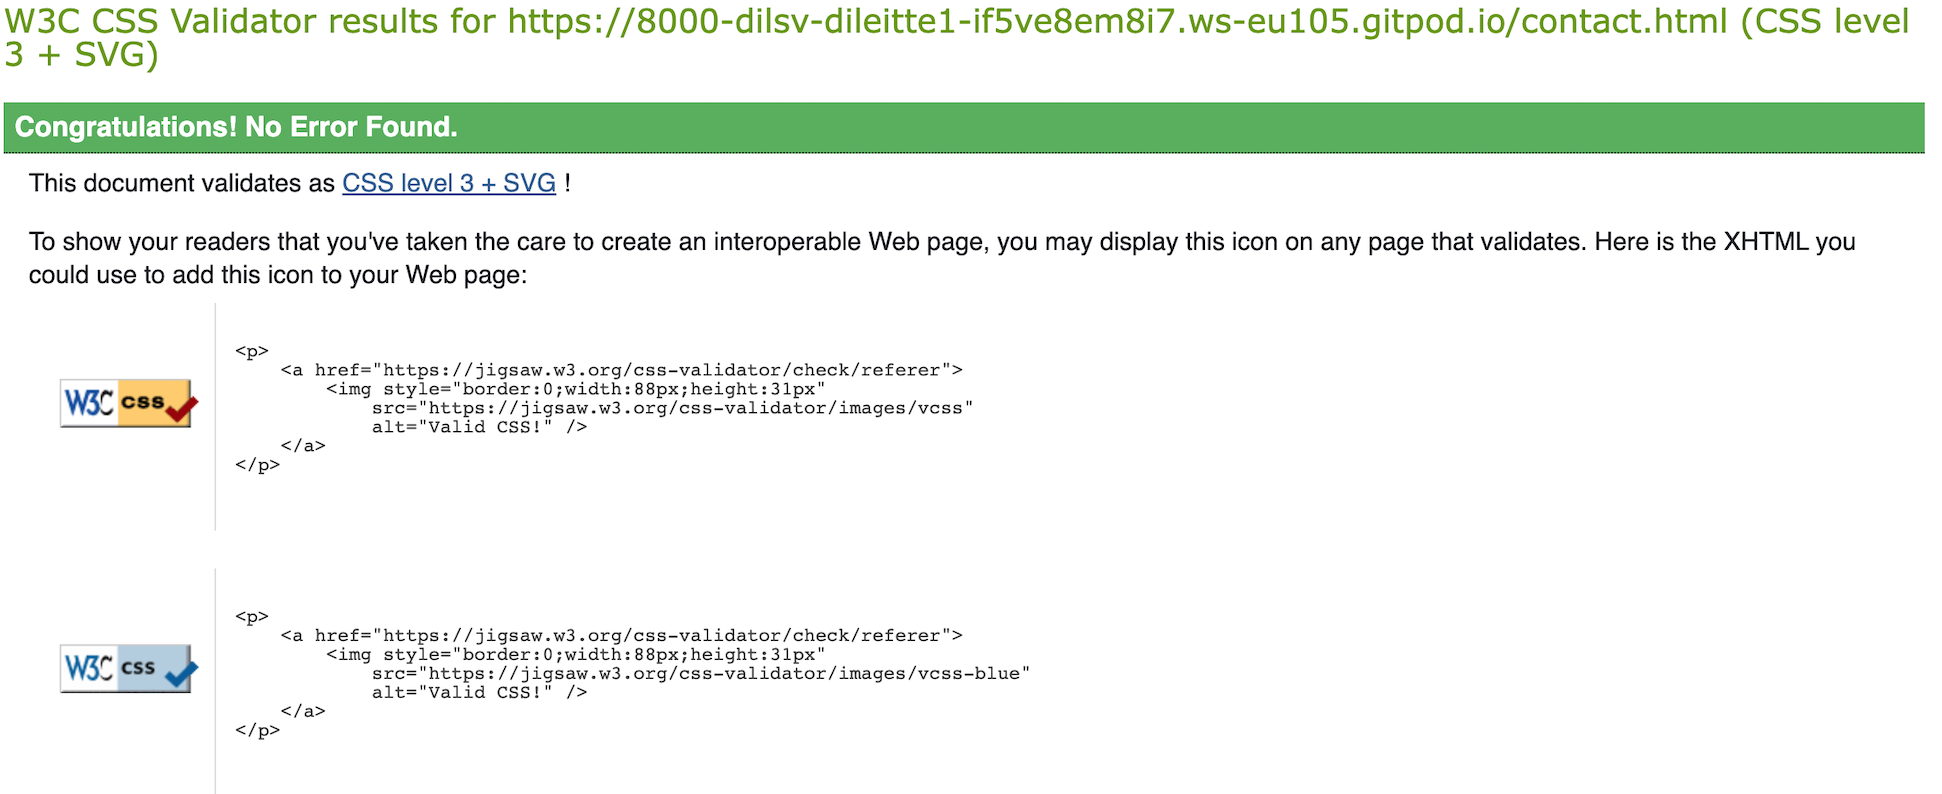 W3C CSS Validator results for https://8000-dilsv-dileitte1-if5ve8em8i7.ws-eu105.gitpod.io/contact.html (CSS level
3 + SVG)
Congratulations! No Error Found.
This document validates as CSS level 3 + SVG !
To show your readers that you've taken the care to create an interoperable Web page, you may display this icon on any page that validates. Here is the XHTML you
could use to add this icon to your Web page:
<p>
<a href="https://jigsaw.w3.org/css-validator/check/referer">
<img style="border:0;width:88px;height:31px"
W3C css
src="https://jigsaw.w3.org/css-validator/images/vcss"
alt="Valid CSS!" />
</a>
</p>
<p>
<a href="https://jigsaw.w3.org/css-validator/check/referer">
<img style="border:0;width:88px;height:31px"
W3C css
src="https://jigsaw.w3.org/css-validator/images/vcss-blue"
alt="Valid CSS!" />
</a>
</p>